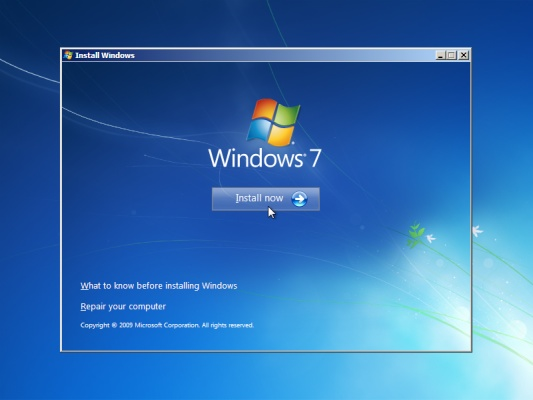 Install Windows
Windows 7
Install now
What to know before installing Windows
Repair your computer
Copyright © 2009 Microsoft Corporation. All rights reserved.